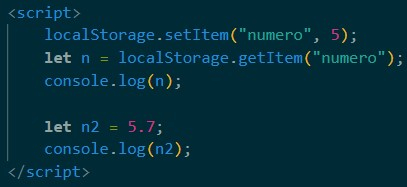 <script>
localStorage.setItem("numero", 5);
let n = localStorage.getItem("numero");
console.log(n);
let n2 = 5.7;
console.log(n2);
</script>